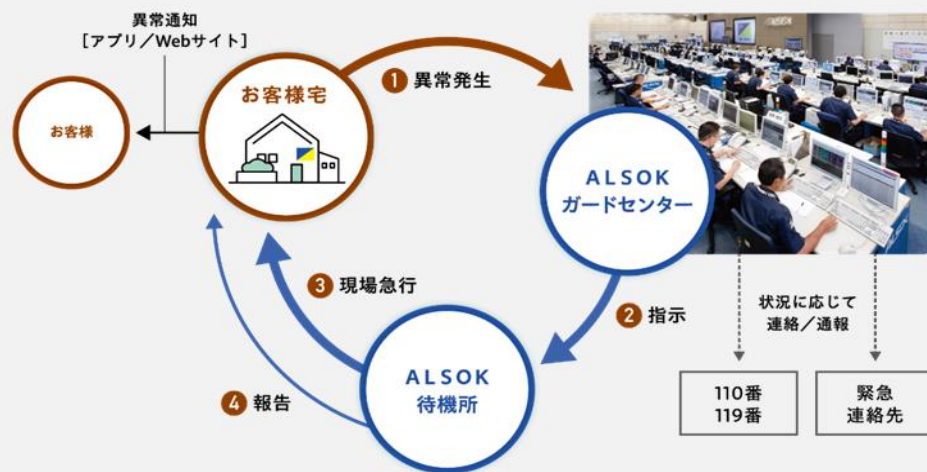 異常通知
［アプリ／Webサイト］
お客様
お客様宅
1 異常発生
ALSOK
ガードセンター
2 指示
3 現場急行
ALSOK
待機所
4 報告
状況に応じて
連絡／通報
110番
119番
緊急
連絡先